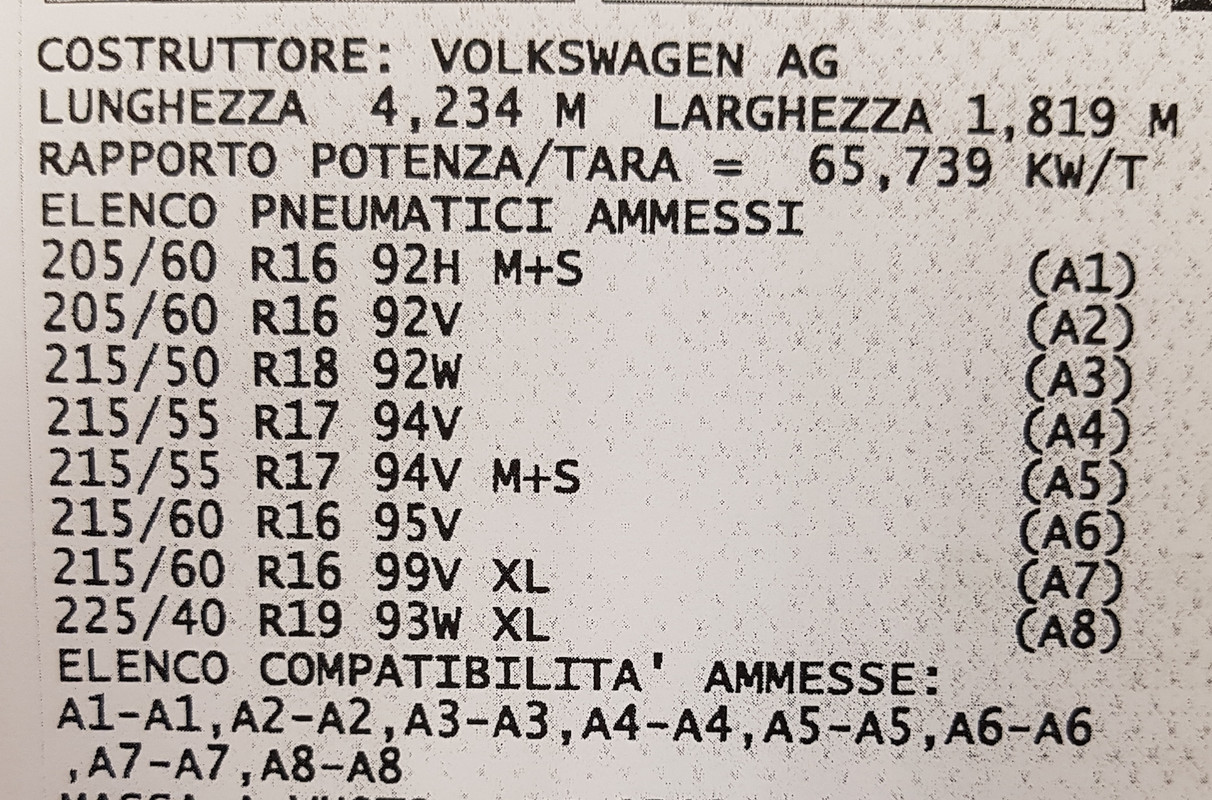 COSTRUTTORE: VOLKSWAGEN AG
LUNGHEZZA 4,234 M LARGHEZZA 1,819 M
RAPPORTO POTENZA/TARA = 65,739 KW/T
ELENCO PNEUMATICI AMMESSI
205/60 R16 92H M+S (A1)
205/60 R16 92V (A2)
215/50 R18 92W (A3)
215/55 R17 94V (A4)
215/55 R17 94V M+S (A5)
215/60 R16 95V (A6)
215/60 R16 99V XL (A7)
225/40 R19 93W XL (A8)
ELENCO COMPATIBILITA' AMMESSE:
A1-A1,A2-A2,A3-A3,A4-A4,A5-A5,A6-A6
,A7-A7,A8-A8